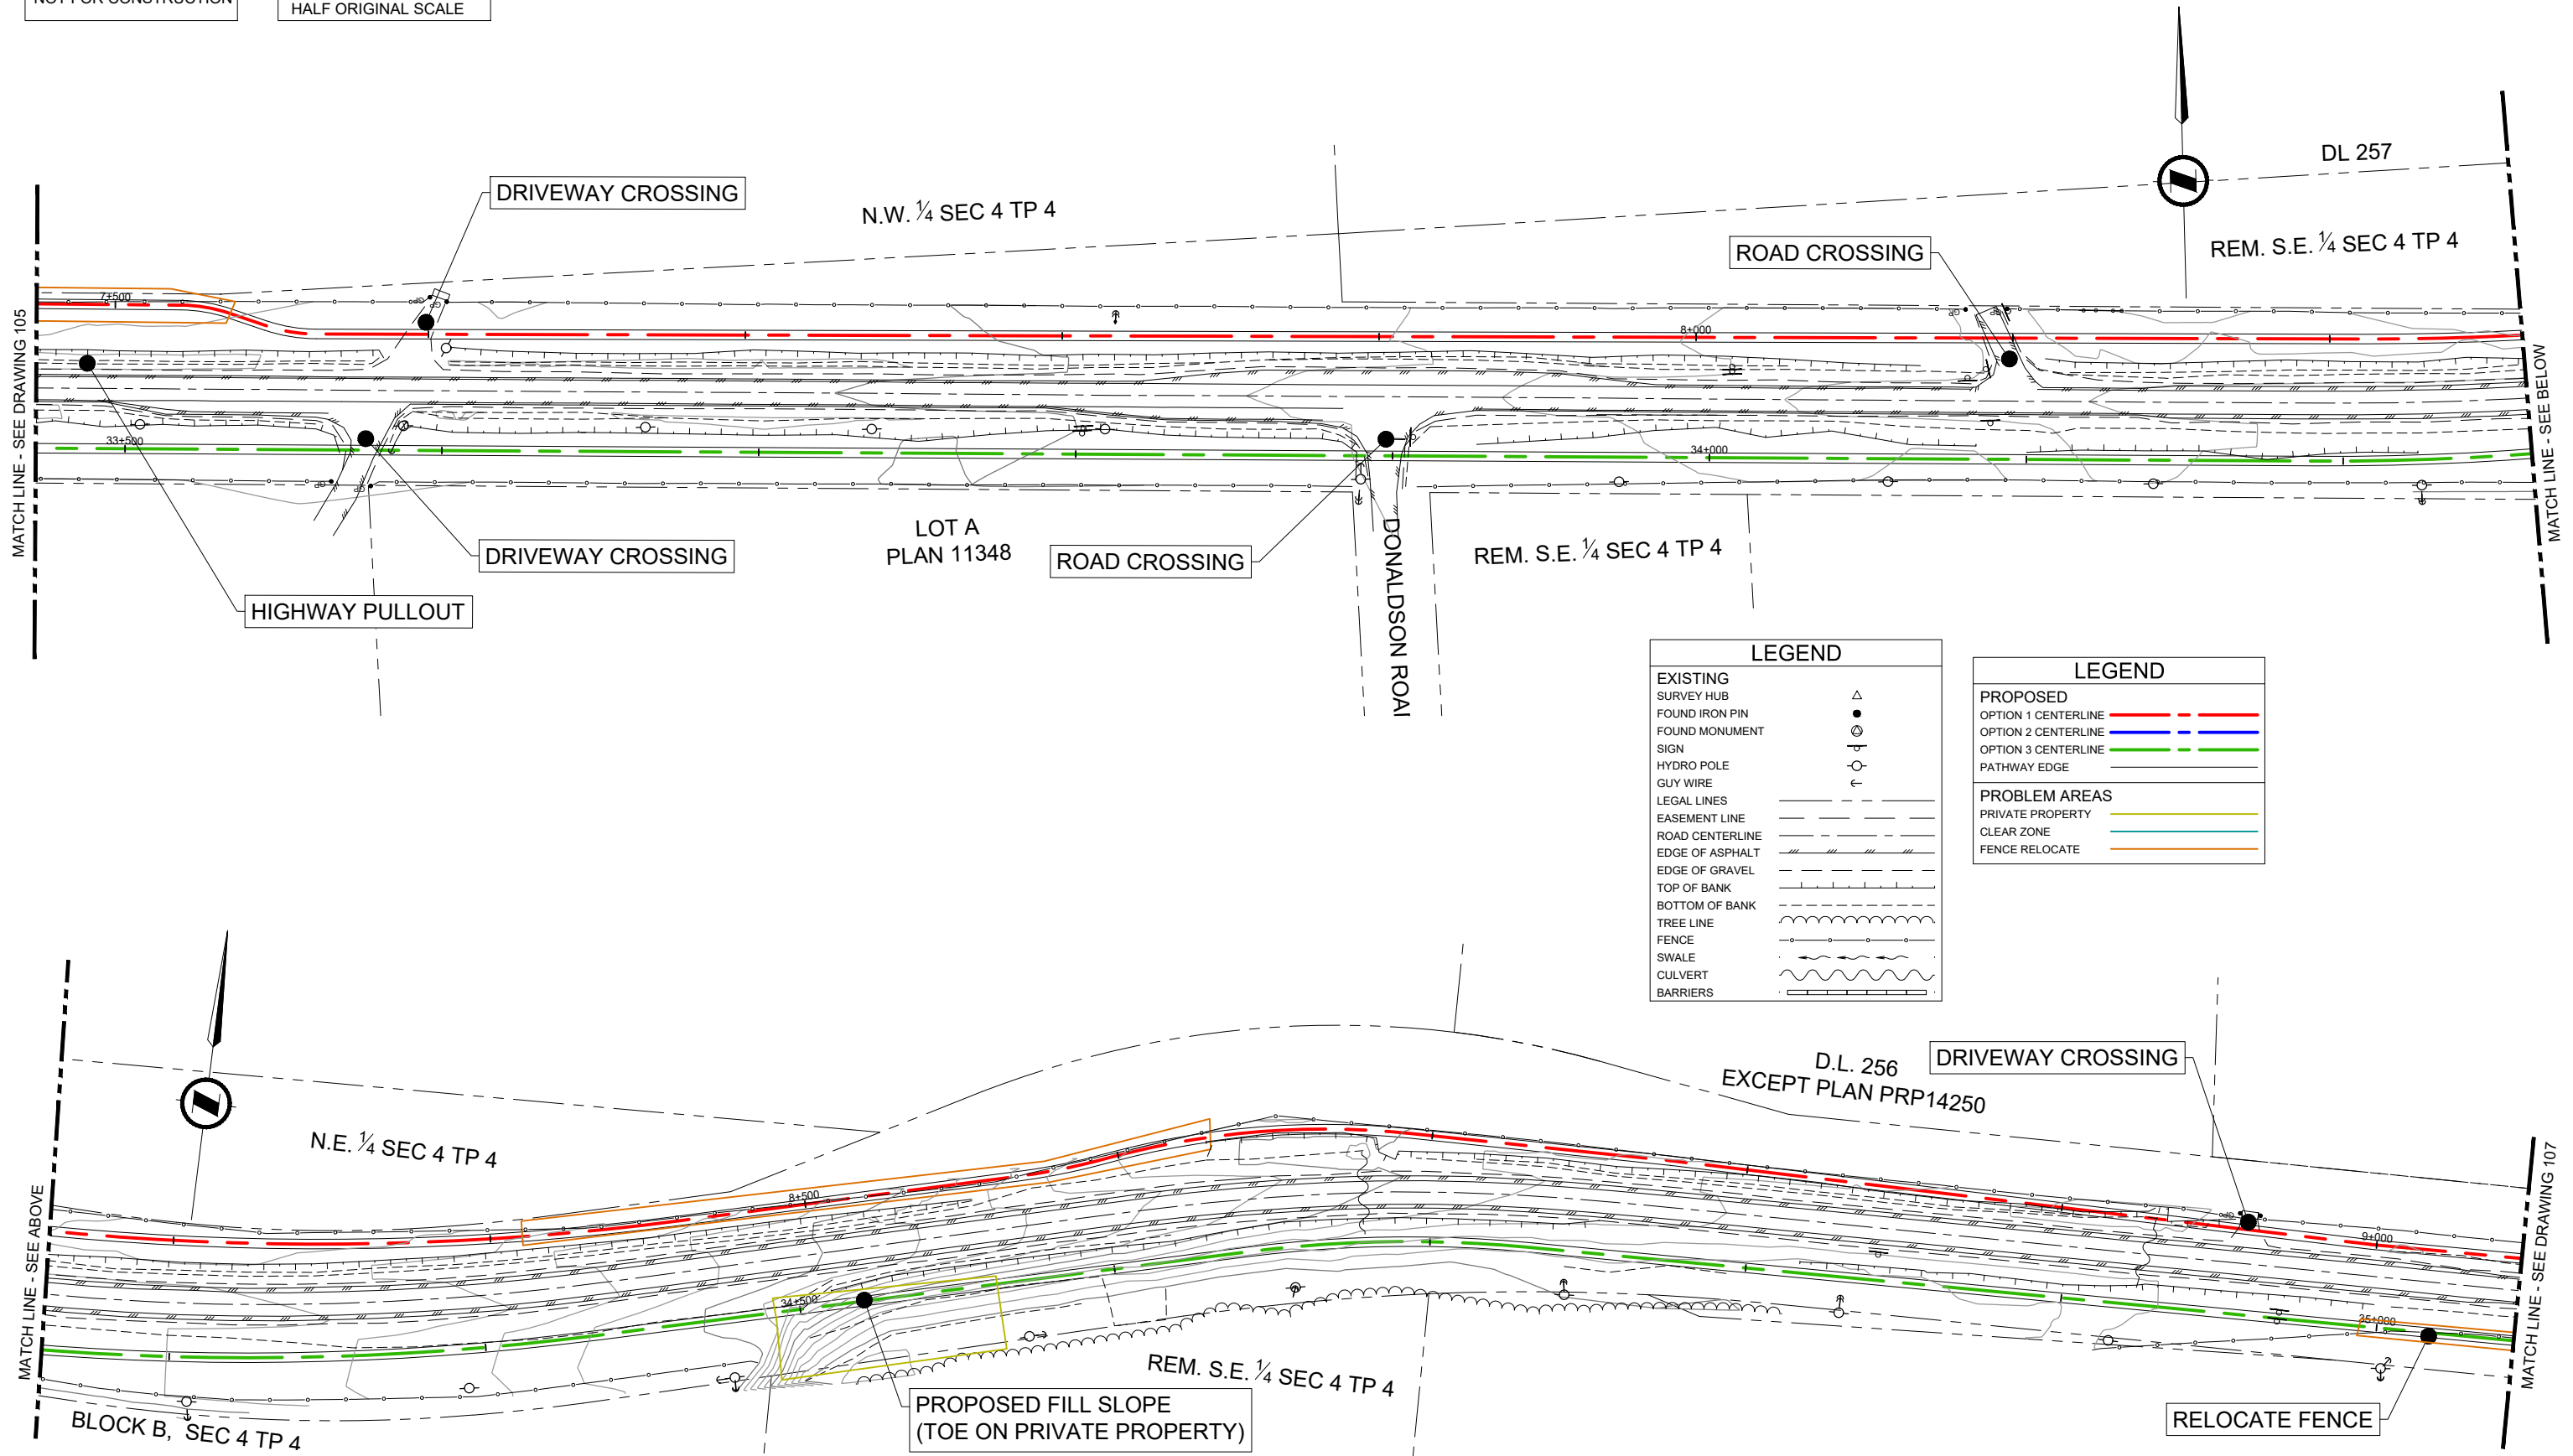 NOT FOR CONSTRUCTION
HALF ORIGINAL SCALE
DRIVEWAY CROSSING
N.W. ¼ SEC 4 TP 4
DL 257
ROAD CROSSING
REM. S.E. ¼ SEC 4 TP 4
MATCH LINE - SEE DRAWING 105
7+500
8+000
33+500
34+000
MATCH LINE - SEE BELOW
DRIVEWAY CROSSING
LOT A
PLAN 11348
ROAD CROSSING
DONALDSON ROAD
REM. S.E. ¼ SEC 4 TP 4
HIGHWAY PULLOUT
LEGEND
EXISTING
SURVEY HUB
FOUND IRON PIN
FOUND MONUMENT
SIGN
HYDRO POLE
GUY WIRE
LEGAL LINES
EASEMENT LINE
ROAD CENTERLINE
EDGE OF ASPHALT
EDGE OF GRAVEL
TOP OF BANK
BOTTOM OF BANK
TREE LINE
FENCE
SWALE
CULVERT
BARRIERS
LEGEND
PROPOSED
OPTION 1 CENTERLINE
OPTION 2 CENTERLINE
OPTION 3 CENTERLINE
PATHWAY EDGE
PROBLEM AREAS
PRIVATE PROPERTY
CLEAR ZONE
FENCE RELOCATE
D.L. 256
EXCEPT PLAN PRP14250
DRIVEWAY CROSSING
N.E. ¼ SEC 4 TP 4
MATCH LINE - SEE ABOVE
8+500
9+000
34+500
35+000
MATCH LINE - SEE DRAWING 107
REM. S.E. ¼ SEC 4 TP 4
PROPOSED FILL SLOPE
(TOE ON PRIVATE PROPERTY)
BLOCK B, SEC 4 TP 4
RELOCATE FENCE